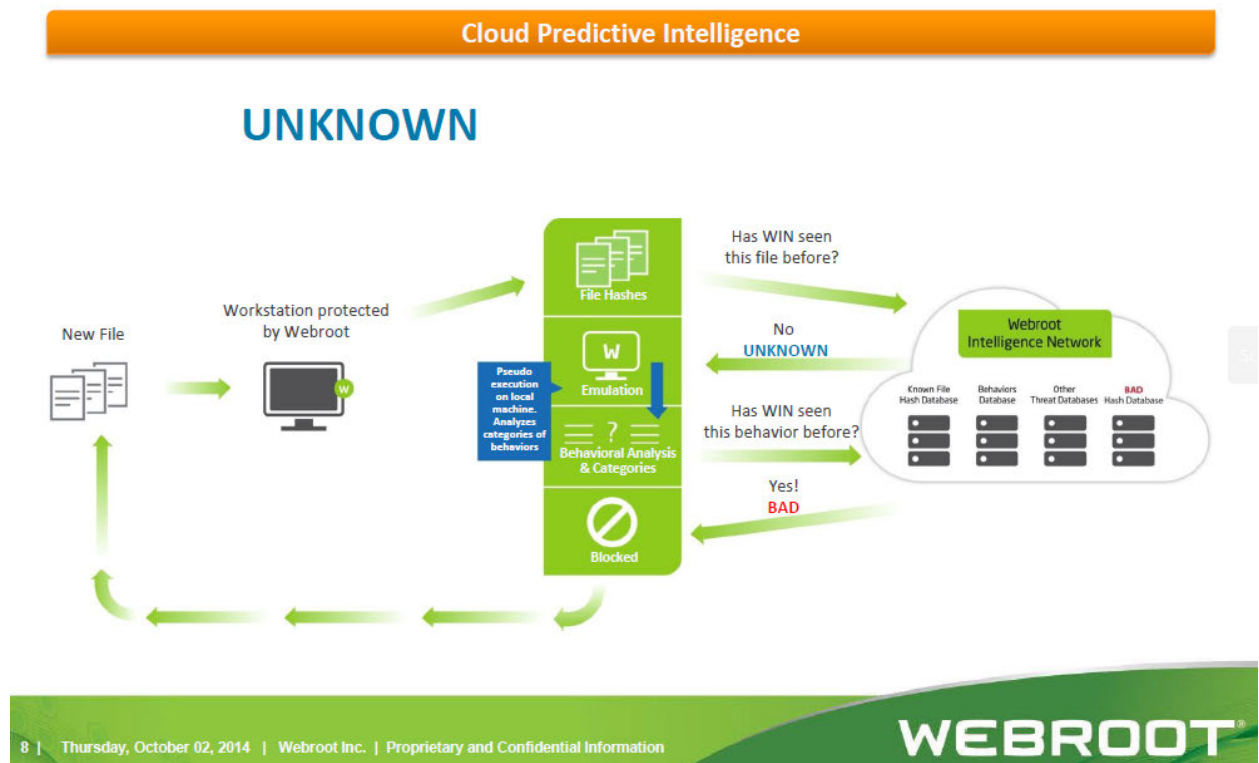 Cloud Predictive Intelligence
UNKNOWN
New File
Workstation protected
by Webroot
W
File Hashes
W
Emulation
Pseudo
execution
on local
machine.
Analyzes
categories of
behaviors
?
Behavioral Analysis
& Categories
Blocked
Has WIN seen
this file before?
No
UNKNOWN
Has WIN seen
this behavior before?
Yes!
BAD
Webroot
Intelligence Network
Known File
Hash Database
Behaviors
Database
Other
Threat Databases
BAD
Hash Database
8 | Thursday, October 02, 2014 | Webroot Inc. | Proprietary and Confidential Information
WEBROOT®